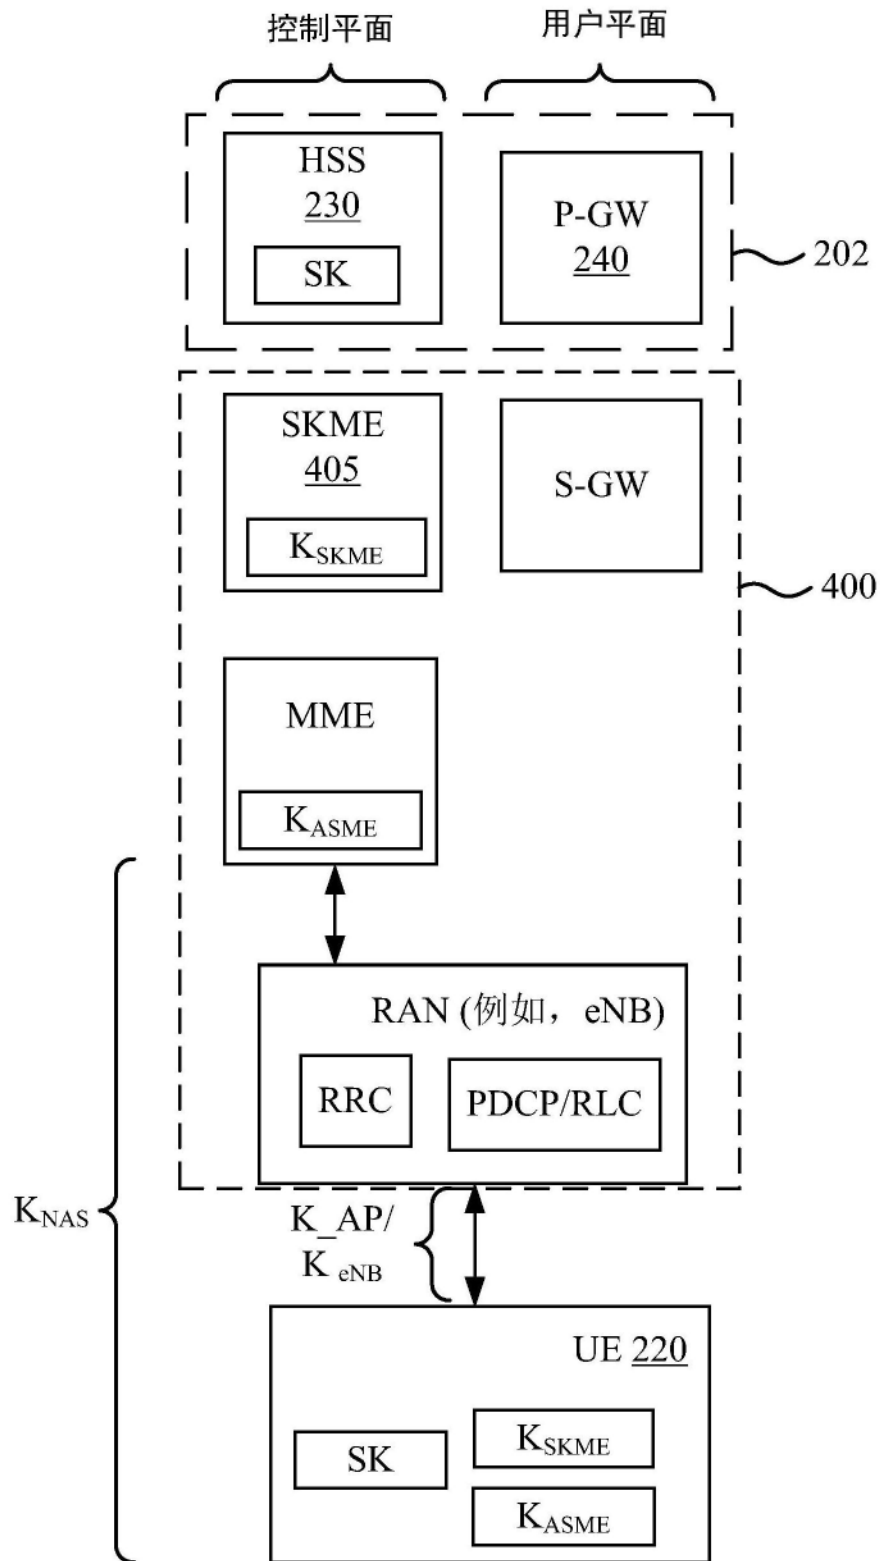 控制平面
用户平面
HSS
230
SK
P-GW
240
202
SKME
405
K_SKME
S-GW
400
MME
K_ASME
RAN (例如，eNB)
RRC
PDCP/RLC
K_NAS
K_AP/
K eNB
UE 220
SK
K_SKME
K_ASME